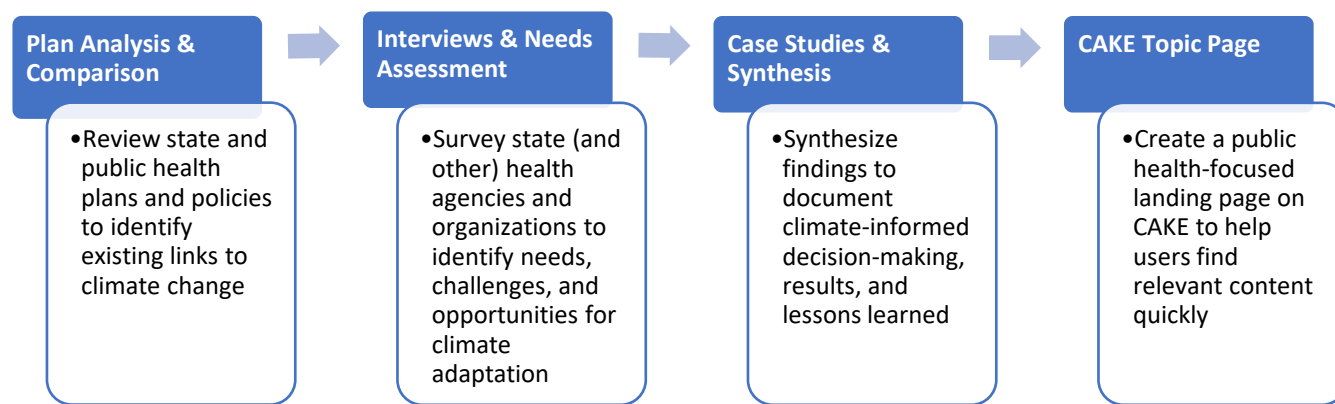 Plan Analysis &
Comparison
•Review state and
public health
plans and policies
to identify
existing links to
climate change
Interviews & Needs
Assessment
•Survey state (and
other) health
agencies and
organizations to
identify needs,
challenges, and
opportunities for
climate
adaptation
Case Studies &
Synthesis
•Synthesize
findings to
document
climate-informed
decision-making,
results, and
lessons learned
CAKE Topic Page
•Create a public
health-focused
landing page on
CAKE to help
users find
relevant content
quickly